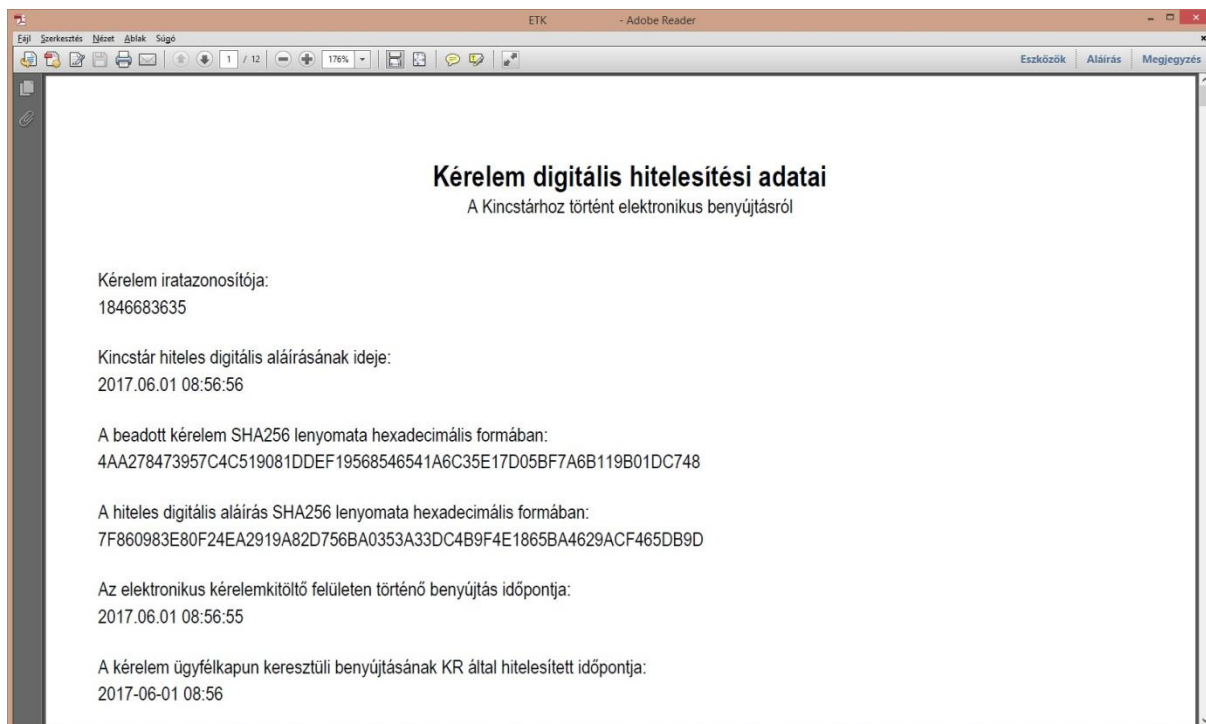 ETK - Adobe Reader
Fájl Szerkesztés Nézet Ablak Súgó
1 / 12 176% Eszközök Aláírás Megjegyzés
Kérelem digitális hitelesítési adatai
A Kincstárhoz történt elektronikus benyújtásról
Kérelem iratazonosítója:
1846683635
Kincstár hiteles digitális aláírásának ideje:
2017.06.01 08:56:56
A beadott kérelem SHA256 lenyomata hexadecimális formában:
4AA278473957C4C519081DDEF19568546541A6C35E17D05BF7A6B119B01DC748
A hiteles digitális aláírás SHA256 lenyomata hexadecimális formában:
7F860983E80F24EA2919A82D756BA0353A33DC4B9F4E1865BA4629ACF465DB9D
Az elektronikus kérelemkitöltő felületen történő benyújtás időpontja:
2017.06.01 08:56:55
A kérelem ügyfélkapun keresztüli benyújtásának KR által hitelesített időpontja:
2017-06-01 08:56